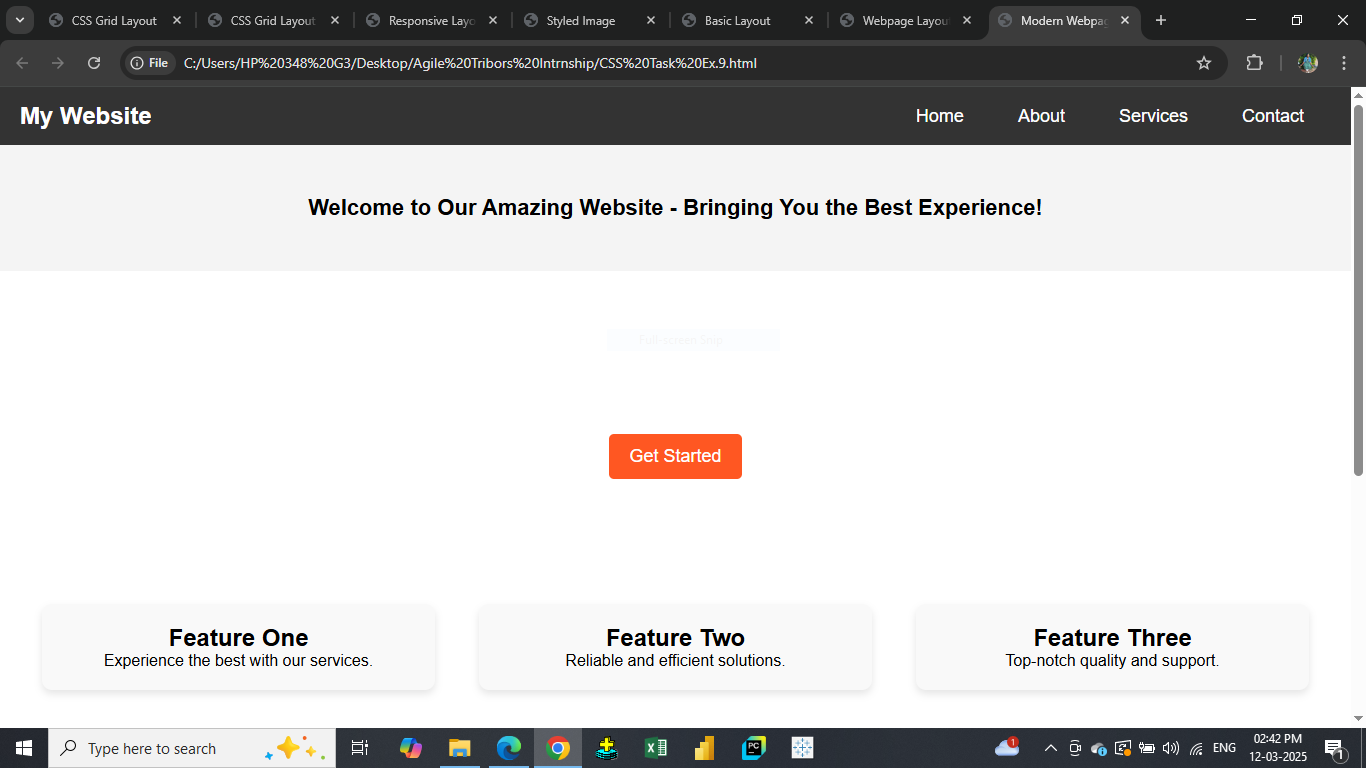 CSS Grid Layout
CSS Grid Layout
Responsive Layo
Styled Image
Basic Layout
Webpage Layou
Modern Webpag
File
C:/Users/HP%20348%20G3/Desktop/Agile%20Tribors%20Intrnship/CSS%20Task%20Ex.9.html
My Website
Home
About
Services
Contact
Welcome to Our Amazing Website - Bringing You the Best Experience!
Full-screen Snip
Get Started
Feature One
Experience the best with our services.
Feature Two
Reliable and efficient solutions.
Feature Three
Top-notch quality and support.
Type here to search
PC
1
ENG
02:42 PM
12-03-2025
1